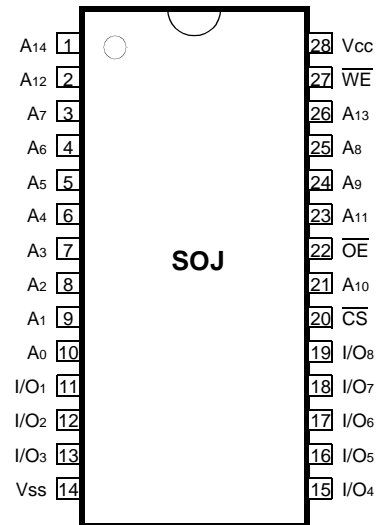 A14 1 28 Vcc
A12 2 27 WE
A7 3 26 A13
A6 4 25 A8
A5 5 24 A9
A4 6 23 A11
A3 7 22 OE
SOJ
A2 8 21 A10
A1 9 20 CS
A0 10 19 I/O8
I/O1 11 18 I/O7
I/O2 12 17 I/O6
I/O3 13 16 I/O5
Vss 14 15 I/O4